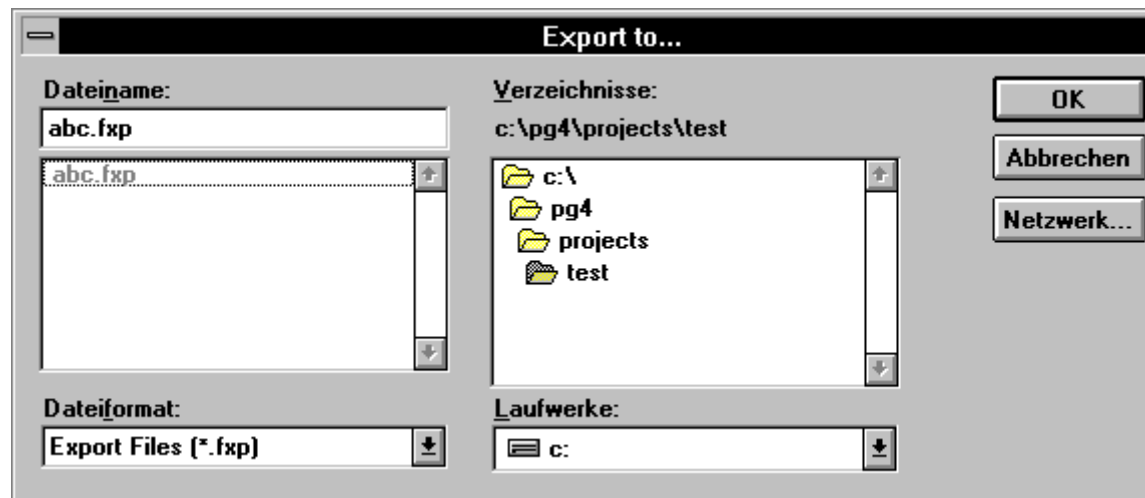 Export to...
Dateiname:
abc.fxp
abc.fxp
Dateiformat:
Export Files (*.fxp)
Verzeichnisse:
c:\pg4\projects\test
c:\
pg4
projects
test
Laufwerke:
c:
OK
Abbrechen
Netzwerk...